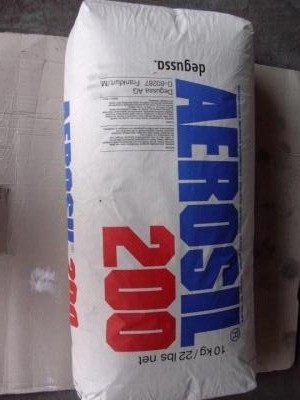 degussa.
Degussa AG
D-60287 Frankfurt/M.
AEROSIL®
200
10 kg/22 lbs net
AEROSIL 200